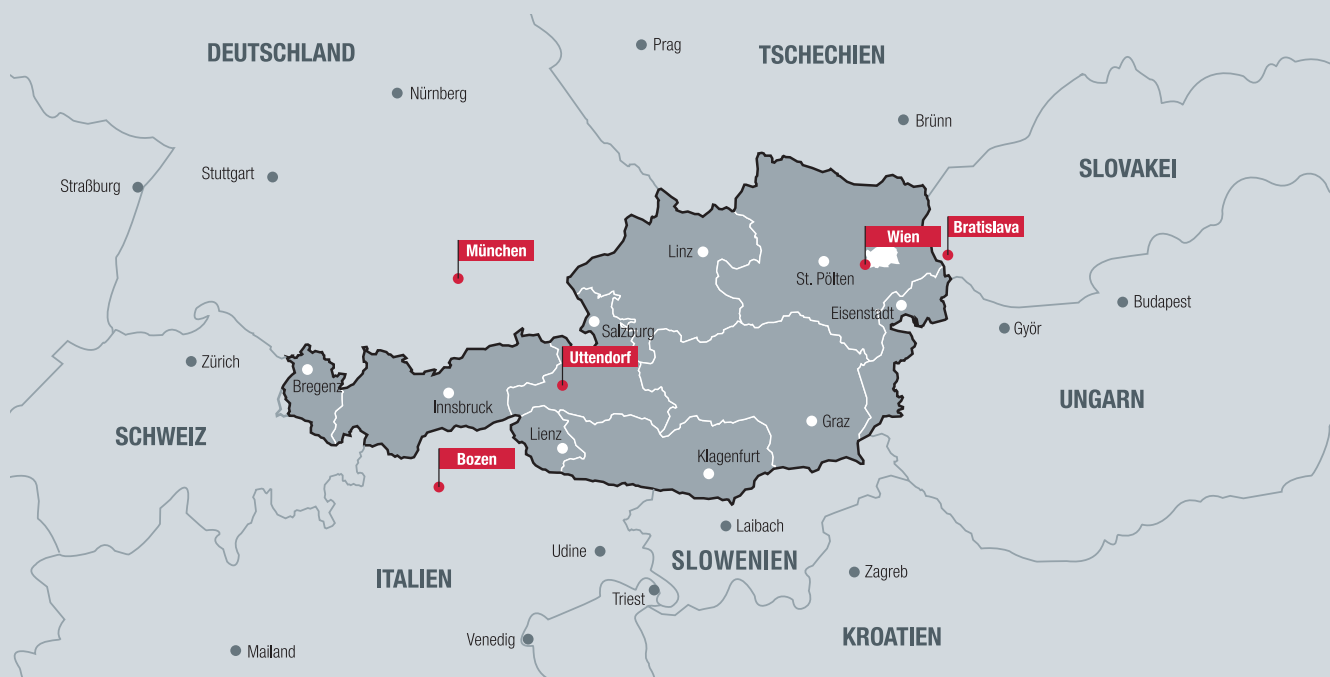 DEUTSCHLAND
Prag
TSCHECHIEN
Nürnberg
Brünn
SLOVAKEI
Stuttgart
Straßburg
München
Linz
Wien
Bratislava
St. Pölten
Eisenstadt
Budapest
Györ
Salzburg
Uttendorf
Zürich
Bregenz
Innsbruck
UNGARN
SCHWEIZ
Lienz
Graz
Bozen
Klagenfurt
Laibach
Udine
SLOWENIEN
ITALIEN
Zagreb
Triest
Venedig
KROATIEN
Mailand